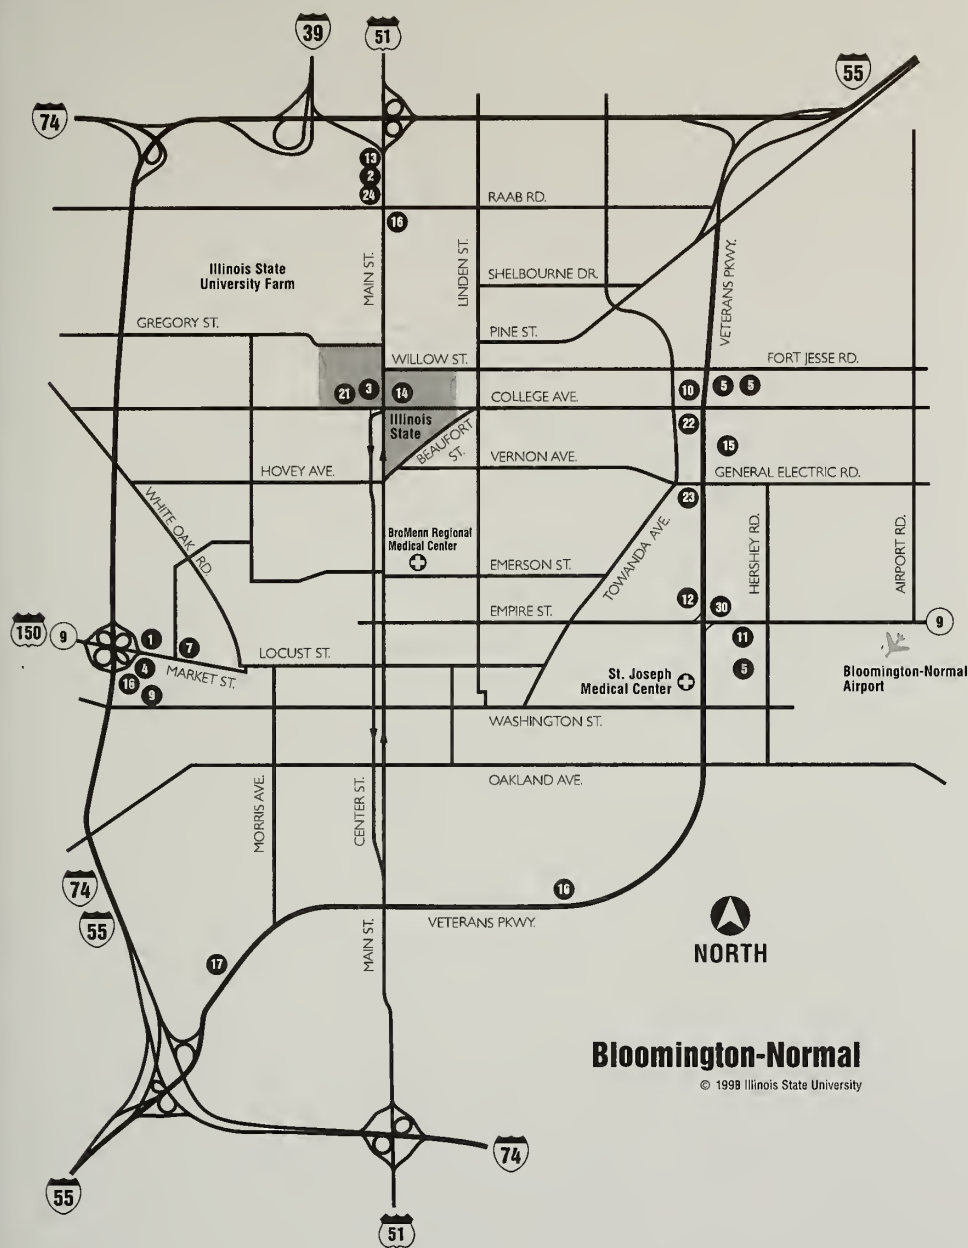 39
51
55
74
13
2
24
RAAB RD.
16
Illinois State
University Farm
MAIN ST.
LINDEN ST.
SHELBOURNE DR.
VETERANS PKWY.
GREGORY ST.
PINE ST.
WILLOW ST.
FORT JESSE RD.
21
3
14
10
5
5
COLLEGE AVE.
Illinois
State
BEAUFORT
ST.
22
15
HOVEY AVE.
VERNON AVE.
GENERAL ELECTRIC RD.
23
WHITE OAK RD.
BroMenn Regional
Medical Center
TOWANDA AVE.
HERSHEY RD.
AIRPORT RD.
EMERSON ST.
12
30
EMPIRE ST.
150
9
1
7
9
11
LOCUST ST.
4
MARKET ST.
16
9
St. Joseph
Medical Center
5
Bloomington-Normal
Airport
WASHINGTON ST.
OAKLAND AVE.
MORRIS AVE.
CENTER ST.
74
55
16
VETERANS PKWY.
MAIN ST.
17
NORTH
Bloomington-Normal
© 1998 Illinois State University
74
55
51